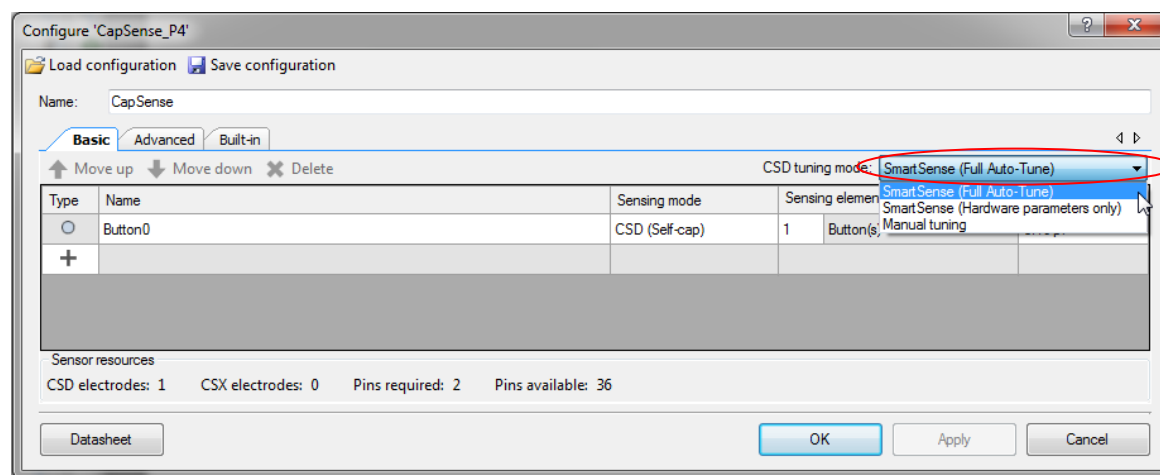 Configure 'CapSense_P4'
Load configuration Save configuration
Name: CapSense
Basic Advanced Built-in
Move up Move down Delete CSD tuning mode: SmartSense (Full Auto-Tune)
SmartSense (Full Auto-Tune)
SmartSense (Hardware parameters only)
Manual tuning
Type Name Sensing mode Sensing elemen
Button0 CSD (Self-cap) 1 Button(s)
Sensor resources
CSD electrodes: 1 CSX electrodes: 0 Pins required: 2 Pins available: 36
Datasheet OK Apply Cancel